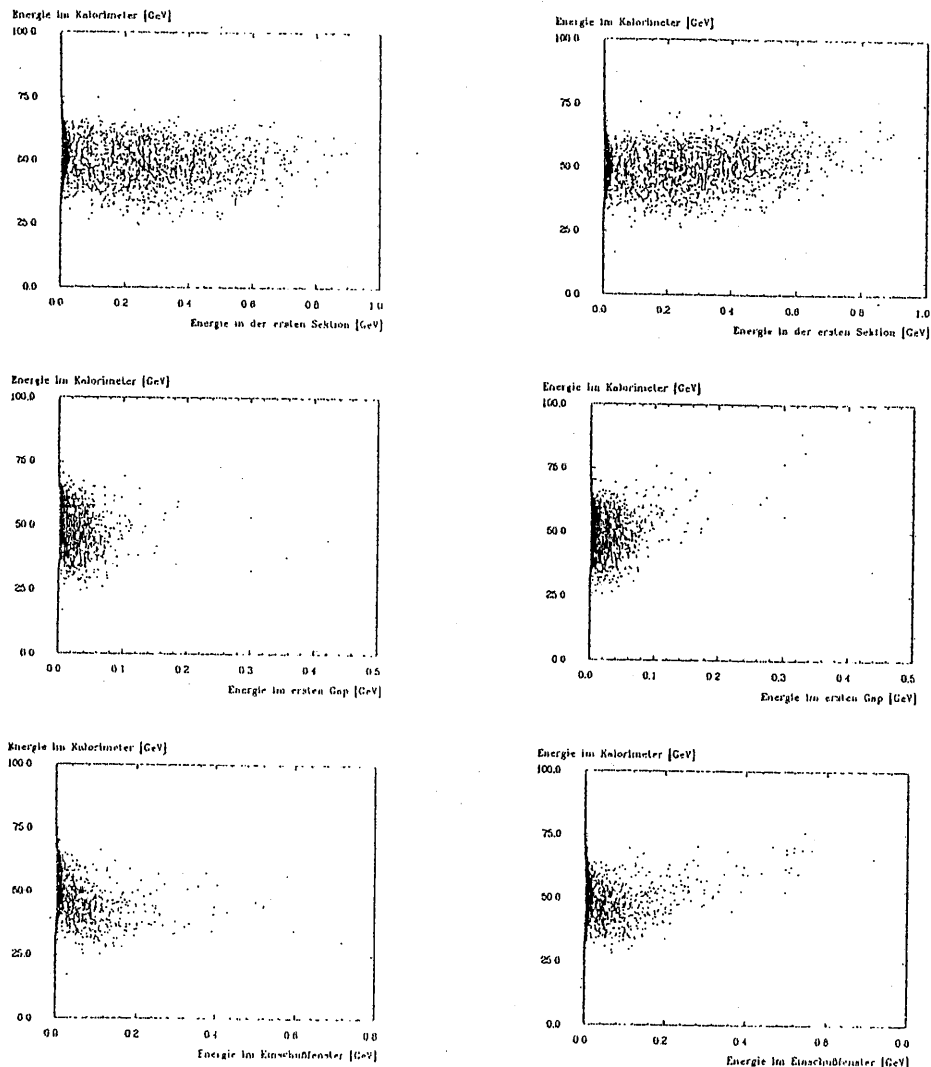 Energie im Kalorimeter [GeV]
100.0
75.0
50.0
25.0
0.0
0.0 0.2 0.4 0.6 0.8 1.0
Energie in der ersten Sektion [GeV]
Energie im Kalorimeter [GeV]
100.0
75.0
50.0
25.0
0.0
0.0 0.2 0.4 0.6 0.8 1.0
Energie in der ersten Sektion [GeV]
Energie im Kalorimeter [GeV]
100.0
75.0
50.0
25.0
0.0
0.0 0.1 0.2 0.3 0.4 0.5
Energie im ersten Gap [GeV]
Energie im Kalorimeter [GeV]
100.0
75.0
50.0
25.0
0.0
0.0 0.1 0.2 0.3 0.4 0.5
Energie im ersten Gap [GeV]
Energie im Kalorimeter [GeV]
100.0
75.0
50.0
25.0
0.0
0.0 0.2 0.4 0.6 0.8
Energie im Einschußfenster [GeV]
Energie im Kalorimeter [GeV]
100.0
75.0
50.0
25.0
0.0
0.0 0.2 0.4 0.6 0.8
Energie im Einschußfenster [GeV]